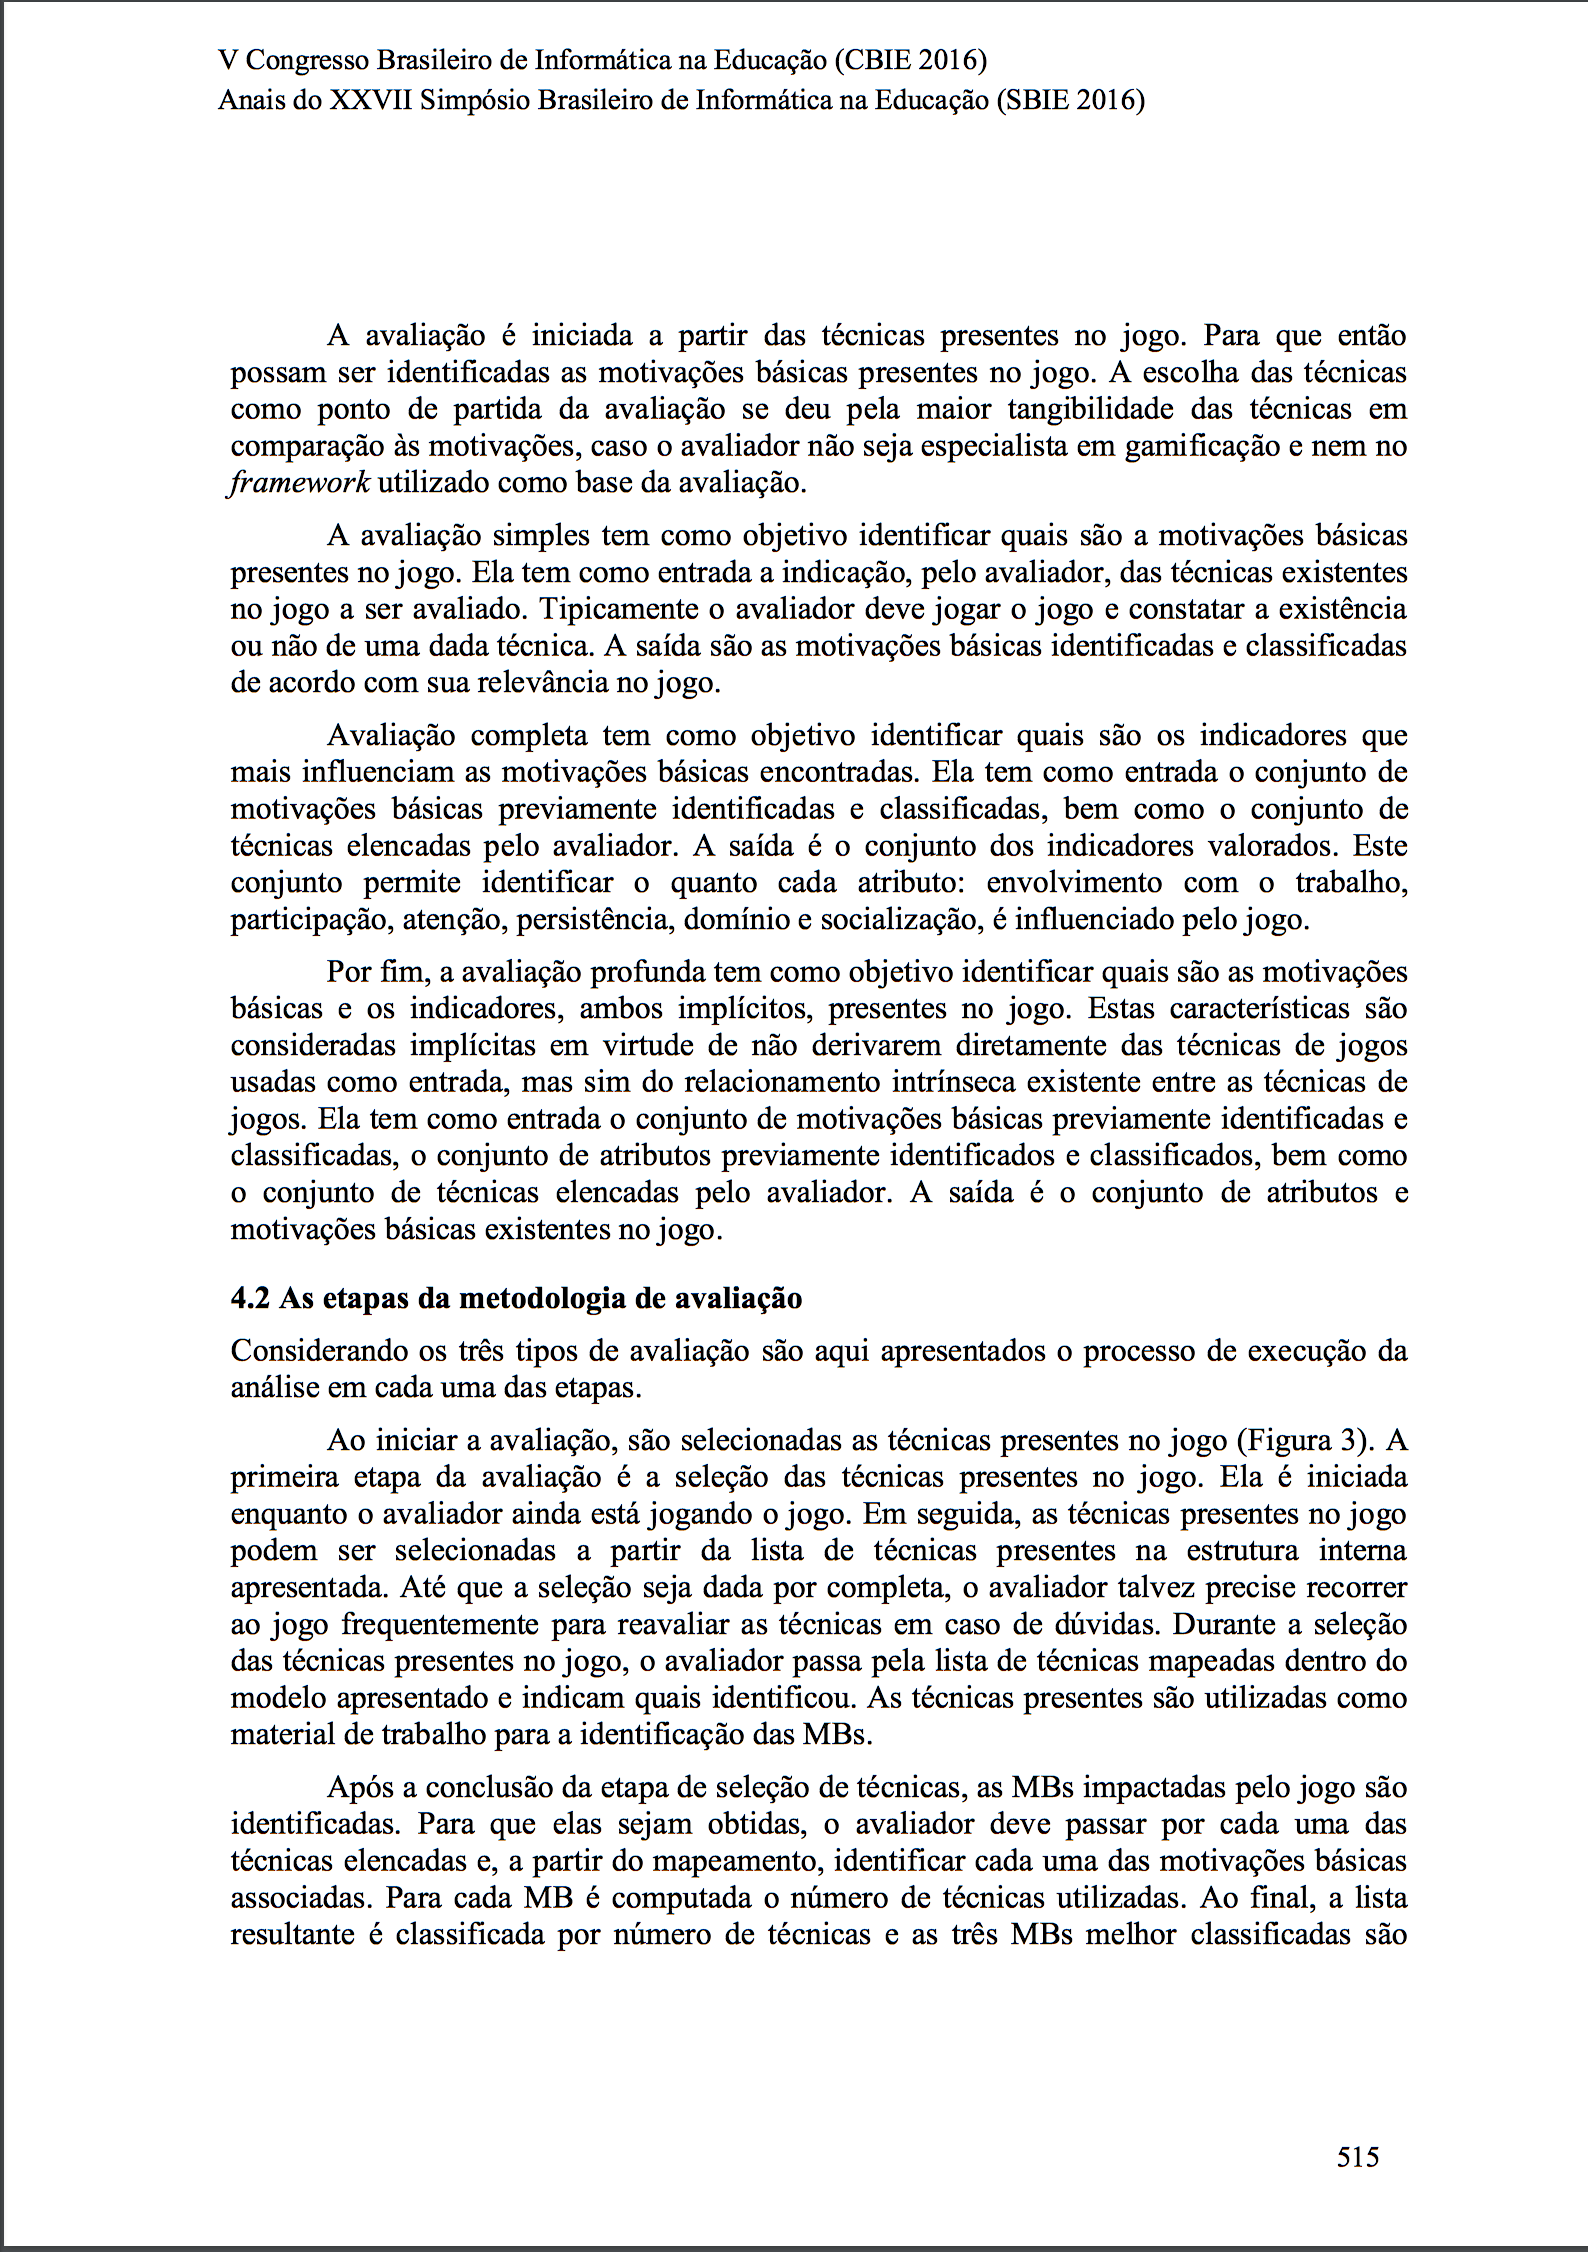 V Congresso Brasileiro de Informática na Educação (CBIE 2016)
Anais do XXVII Simpósio Brasileiro de Informática na Educação (SBIE 2016)
A avaliação é iniciada a partir das técnicas presentes no jogo. Para que então
possam ser identificadas as motivações básicas presentes no jogo. A escolha das técnicas
como ponto de partida da avaliação se deu pela maior tangibilidade das técnicas em
comparação às motivações, caso o avaliador não seja especialista em gamificação e nem no
framework utilizado como base da avaliação.
A avaliação simples tem como objetivo identificar quais são a motivações básicas
presentes no jogo. Ela tem como entrada a indicação, pelo avaliador, das técnicas existentes
no jogo a ser avaliado. Tipicamente o avaliador deve jogar o jogo e constatar a existência
ou não de uma dada técnica. A saída são as motivações básicas identificadas e classificadas
de acordo com sua relevância no jogo.
Avaliação completa tem como objetivo identificar quais são os indicadores que
mais influenciam as motivações básicas encontradas. Ela tem como entrada o conjunto de
motivações básicas previamente identificadas e classificadas, bem como o conjunto de
técnicas elencadas pelo avaliador. A saída é o conjunto dos indicadores valorados. Este
conjunto permite identificar o quanto cada atributo: envolvimento com o trabalho,
participação, atenção, persistência, domínio e socialização, é influenciado pelo jogo.
Por fim, a avaliação profunda tem como objetivo identificar quais são as motivações
básicas e os indicadores, ambos implícitos, presentes no jogo. Estas características são
consideradas implícitas em virtude de não derivarem diretamente das técnicas de jogos
usadas como entrada, mas sim do relacionamento intrínseca existente entre as técnicas de
jogos. Ela tem como entrada o conjunto de motivações básicas previamente identificadas e
classificadas, o conjunto de atributos previamente identificados e classificados, bem como
o conjunto de técnicas elencadas pelo avaliador. A saída é o conjunto de atributos e
motivações básicas existentes no jogo.
4.2 As etapas da metodologia de avaliação
Considerando os três tipos de avaliação são aqui apresentados o processo de execução da
análise em cada uma das etapas.
Ao iniciar a avaliação, são selecionadas as técnicas presentes no jogo (Figura 3). A
primeira etapa da avaliação é a seleção das técnicas presentes no jogo. Ela é iniciada
enquanto o avaliador ainda está jogando o jogo. Em seguida, as técnicas presentes no jogo
podem ser selecionadas a partir da lista de técnicas presentes na estrutura interna
apresentada. Até que a seleção seja dada por completa, o avaliador talvez precise recorrer
ao jogo frequentemente para reavaliar as técnicas em caso de dúvidas. Durante a seleção
das técnicas presentes no jogo, o avaliador passa pela lista de técnicas mapeadas dentro do
modelo apresentado e indicam quais identificou. As técnicas presentes são utilizadas como
material de trabalho para a identificação das MBs.
Após a conclusão da etapa de seleção de técnicas, as MBs impactadas pelo jogo são
identificadas. Para que elas sejam obtidas, o avaliador deve passar por cada uma das
técnicas elencadas e, a partir do mapeamento, identificar cada uma das motivações básicas
associadas. Para cada MB é computada o número de técnicas utilizadas. Ao final, a lista
resultante é classificada por número de técnicas e as três MBs melhor classificadas são
515